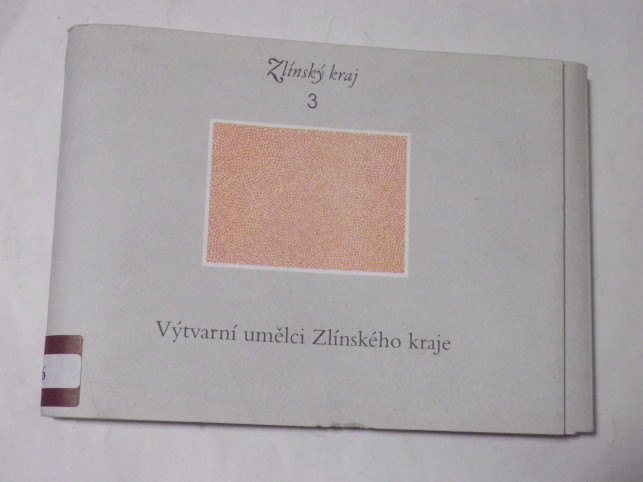 Zlínský kraj
3
Výtvarní umělci Zlínského kraje